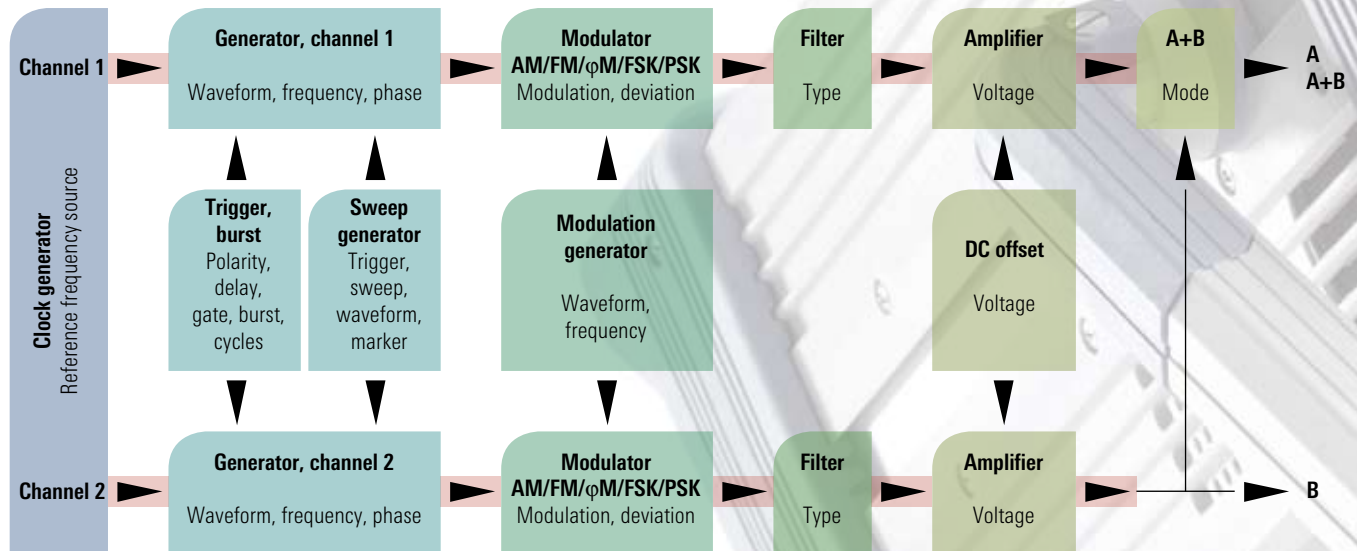 Clock generator
Reference frequency source
Channel 1
Generator, channel 1
Waveform, frequency, phase
Modulator
AM/FM/φM/FSK/PSK
Modulation, deviation
Filter
Type
Amplifier
Voltage
A+B
Mode
A
A+B
Trigger,
burst
Polarity,
delay,
gate, burst,
cycles
Sweep
generator
Trigger,
sweep,
waveform,
marker
Modulation
generator
Waveform,
frequency
DC offset
Voltage
Channel 2
Generator, channel 2
Waveform, frequency, phase
Modulator
AM/FM/φM/FSK/PSK
Modulation, deviation
Filter
Type
Amplifier
Voltage
B